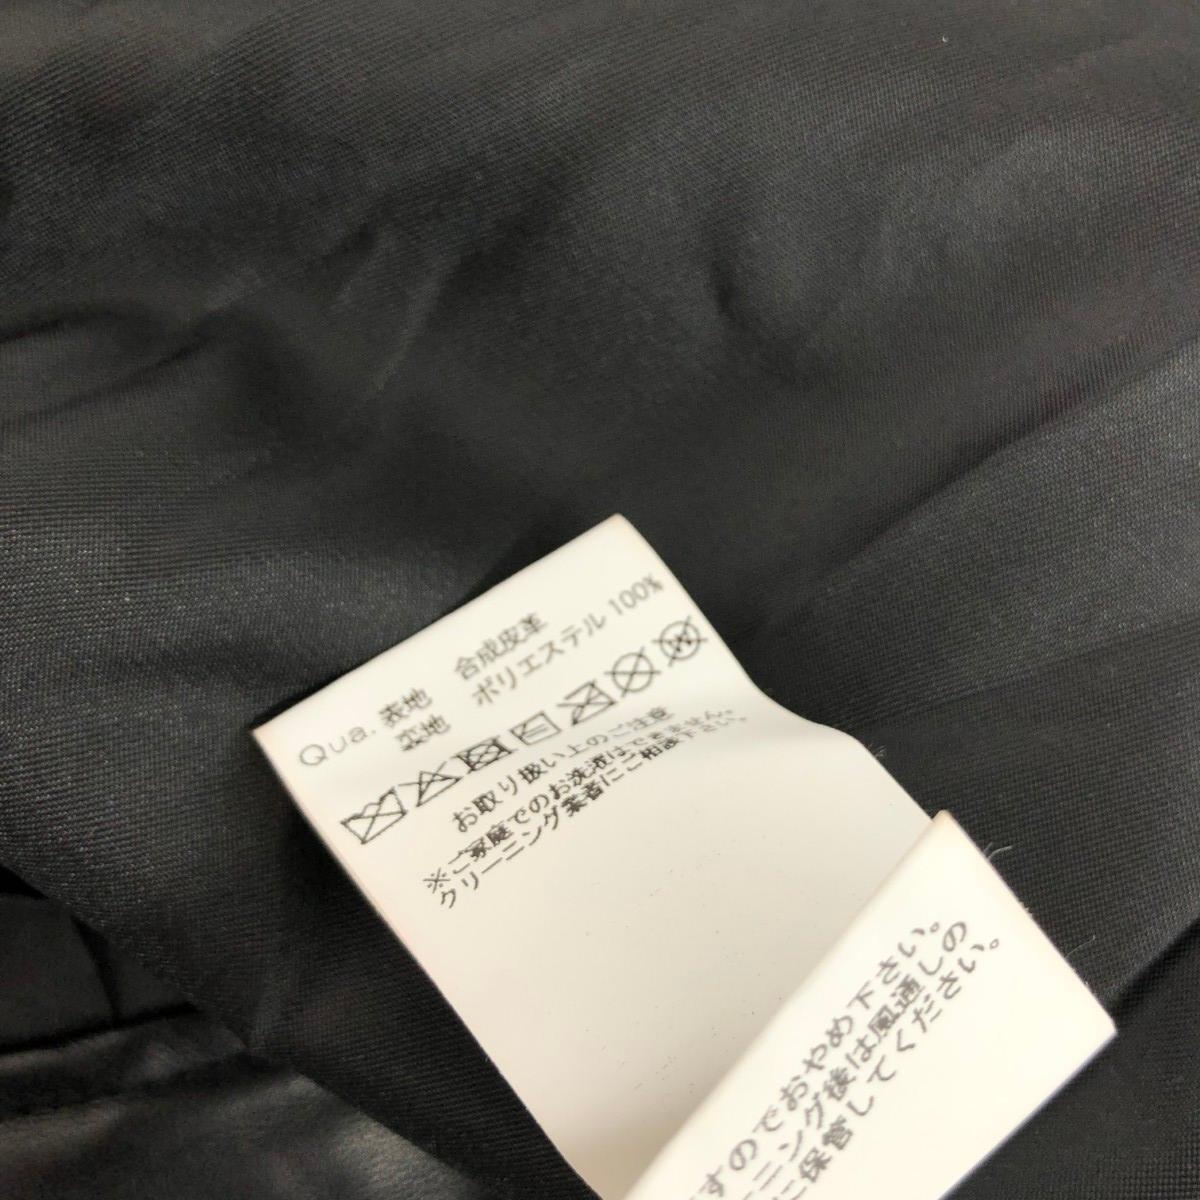 Qua. 表地 合成皮革
裏地 ポリエステル 100%
お取り扱い上のご注意
※ご家庭でのお洗濯はできません。
クリーニング業者にご相談下さい。
すのでおやめ下さい。
ニング後は風通しの
に保管してください。